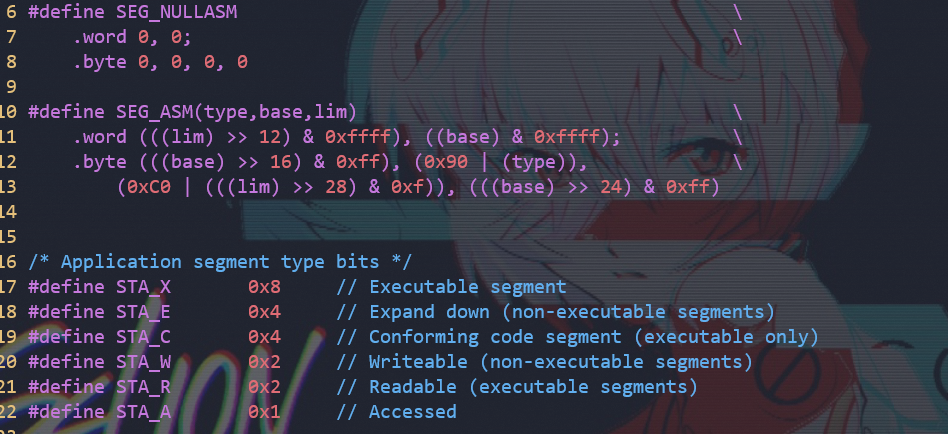 6 #define SEG_NULLASM \
7 .word 0, 0; \
8 .byte 0, 0, 0, 0
9
10 #define SEG_ASM(type,base,lim) \
11 .word (((lim) >> 12) & 0xffff), ((base) & 0xffff); \
12 .byte (((base) >> 16) & 0xff), (0x90 | (type)), \
13 (0xC0 | (((lim) >> 28) & 0xf)), (((base) >> 24) & 0xff)
14
15
16 /* Application segment type bits */
17 #define STA_X 0x8 // Executable segment
18 #define STA_E 0x4 // Expand down (non-executable segments)
19 #define STA_C 0x4 // Conforming code segment (executable only)
20 #define STA_W 0x2 // Writeable (non-executable segments)
21 #define STA_R 0x2 // Readable (executable segments)
22 #define STA_A 0x1 // Accessed